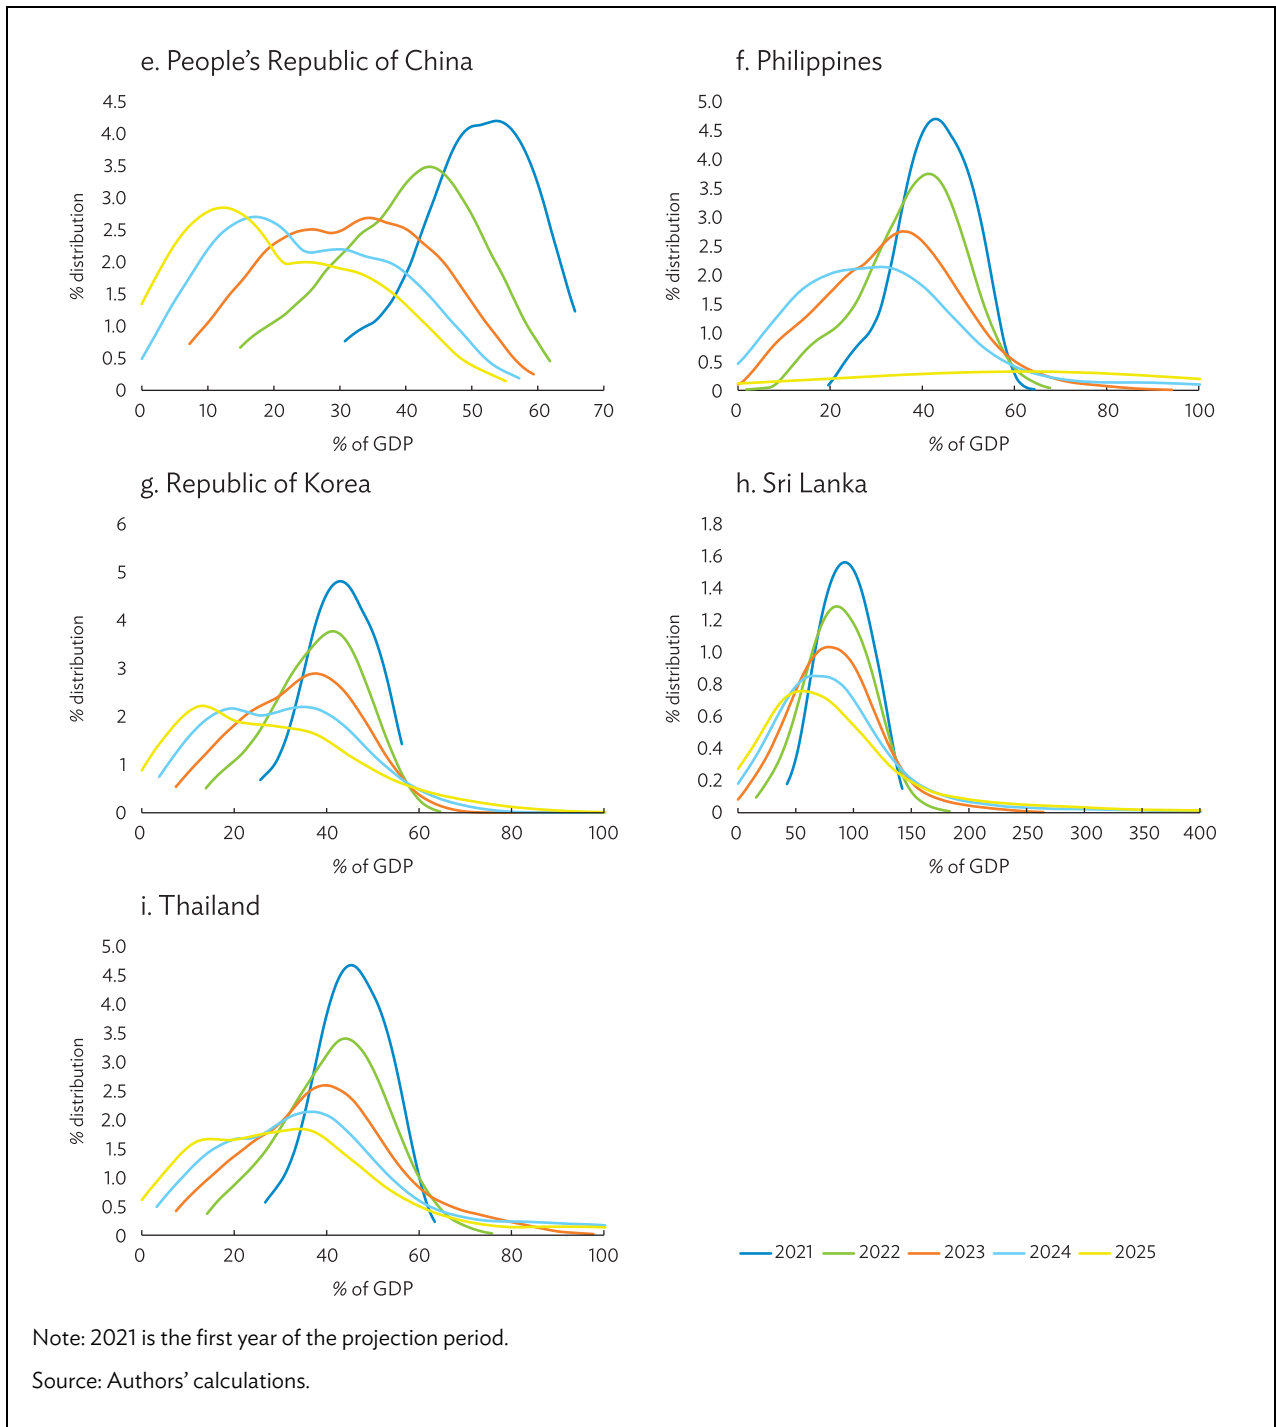 e. People’s Republic of China
4.5
4.0
3.5
3.0
2.5
2.0
1.5
1.0
0.5
0
% distribution
0 10 20 30 40 50 60 70
% of GDP
f. Philippines
5.0
4.5
4.0
3.5
3.0
2.5
2.0
1.5
1.0
0.5
0
% distribution
0 20 40 60 80 100
% of GDP
g. Republic of Korea
6
5
4
3
2
1
0
% distribution
0 20 40 60 80 100
% of GDP
h. Sri Lanka
1.8
1.6
1.4
1.2
1.0
0.8
0.6
0.4
0.2
0
% distribution
0 50 100 150 200 250 300 350 400
% of GDP
i. Thailand
5.0
4.5
4.0
3.5
3.0
2.5
2.0
1.5
1.0
0.5
0
% distribution
0 20 40 60 80 100
% of GDP
2021 2022 2023 2024 2025
Note: 2021 is the first year of the projection period.
Source: Authors’ calculations.